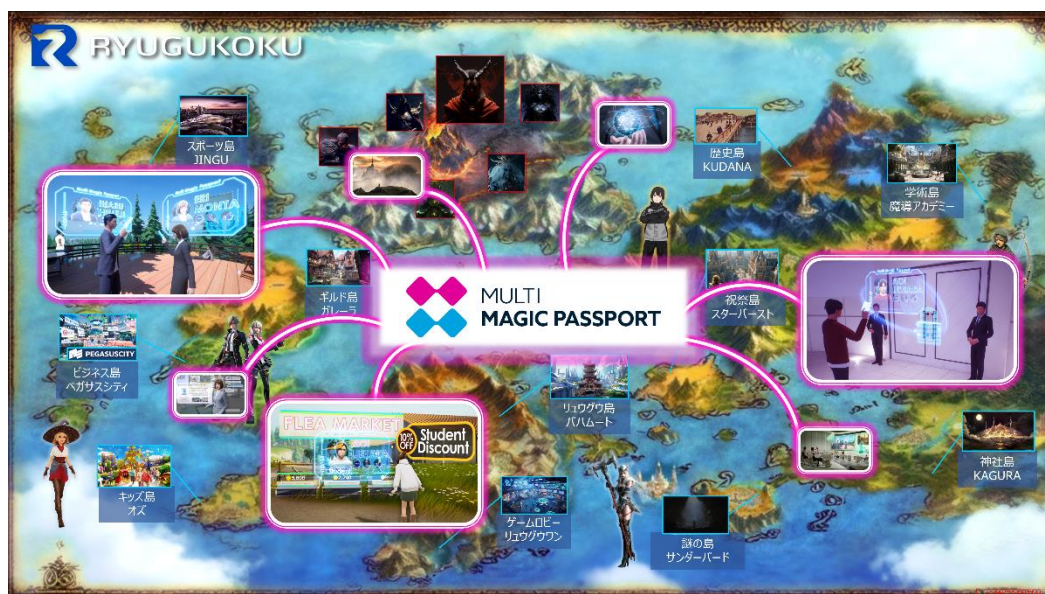 RYUGUKOKU
スポーツ島
JINGU
歴史島
KUDANA
学術島
魔導アカデミー
ギルド島
ガレーラ
MULTI
MAGIC PASSPORT
祝祭島
スターバースト
PEGASUSCITY
ビジネス島
ペガサスシティ
リュウグウ島
バハムート
FLEA MARKET
10%
OFF
Student
Discount
キッズ島
オズ
ゲームロビー
リュウグウワン
謎の島
サンダーバード
神社島
KAGURA